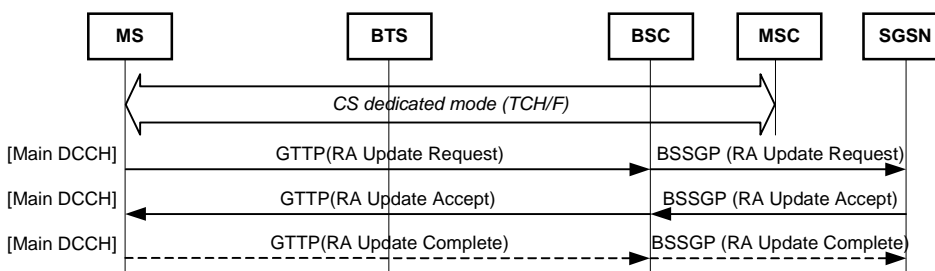 MS BTS BSC MSC SGSN
CS dedicated mode (TCH/F)
[Main DCCH] GTTP(RA Update Request) BSSGP (RA Update Request)
[Main DCCH] GTTP(RA Update Accept) BSSGP (RA Update Accept)
[Main DCCH] GTTP(RA Update Complete) BSSGP (RA Update Complete)